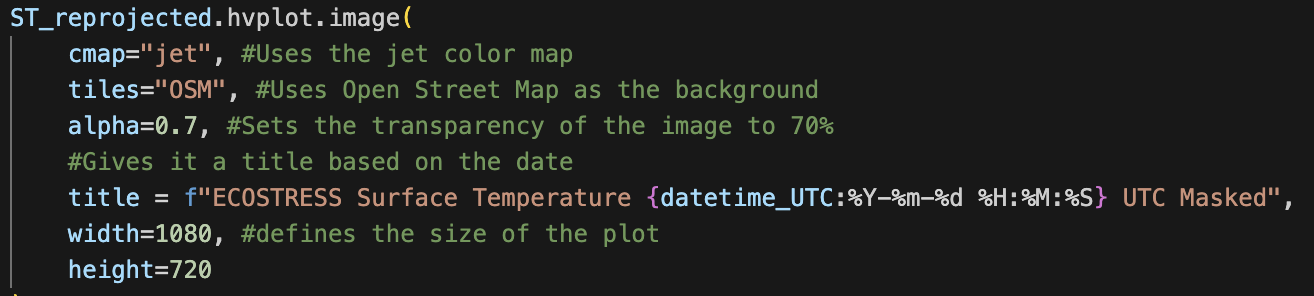 ST_reprojected.hvplot.image(
cmap="jet", #Uses the jet color map
tiles="OSM", #Uses Open Street Map as the background
alpha=0.7, #Sets the transparency of the image to 70%
#Gives it a title based on the date
title = f"ECOSTRESS Surface Temperature {datetime_UTC:%Y-%m-%d %H:%M:%S} UTC Masked",
width=1080, #defines the size of the plot
height=720